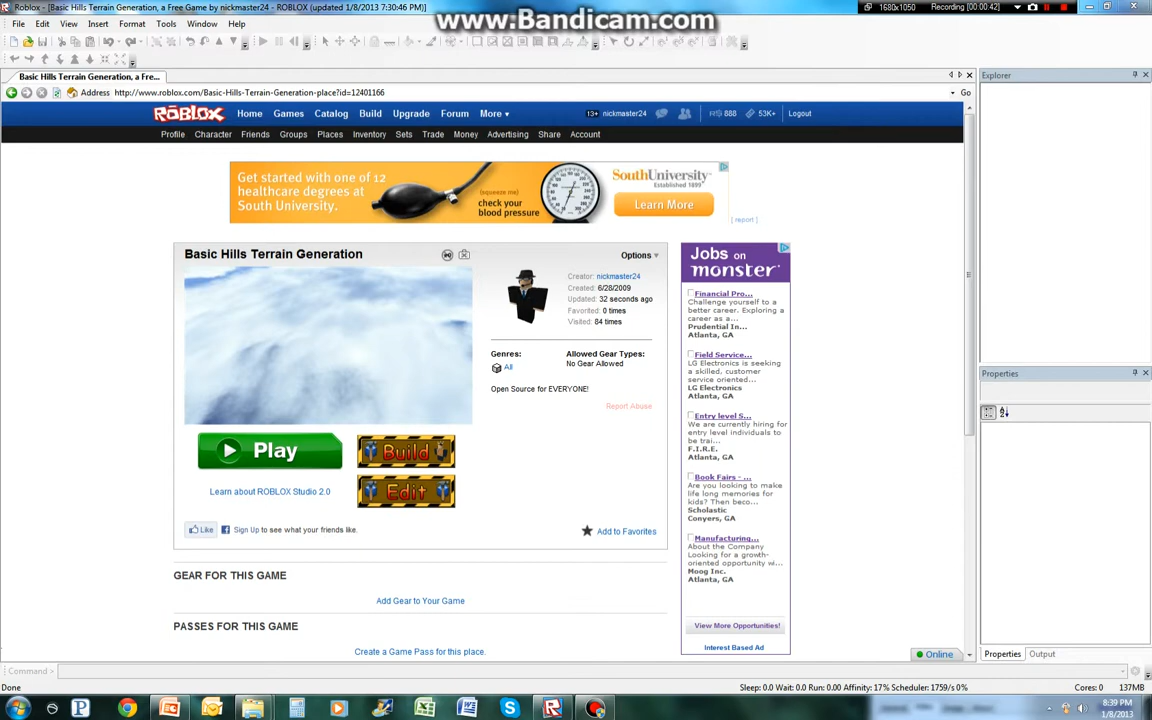 Roblox - [Basic Hills Terrain Generation, a Free Game by nickmaster24 - ROBLOX (updated 1/8/2013 7:30:46 PM)]
www.Bandicam.com
1680x1050 Recording [00:00:42]
File Edit View Insert Format Tools Window Help
Basic Hills Terrain Generation, a Fre...
Address http://www.roblox.com/Basic-Hills-Terrain-Generation-place?id=12401166 Go
ROBLOX Home Games Catalog Build Upgrade Forum More 13+ nickmaster24 R$ 888 53K+ Logout
Profile Character Friends Groups Places Inventory Sets Trade Money Advertising Share Account
Get started with one of 12
healthcare degrees at
South University.
(squeeze me)
check your
blood pressure
SouthUniversity
Established 1899
Learn More
[ report ]
Basic Hills Terrain Generation
Options
Creator: nickmaster24
Created: 6/28/2009
Updated: 32 seconds ago
Favorited: 0 times
Visited: 84 times
Genres:
All
Allowed Gear Types:
No Gear Allowed
Open Source for EVERYONE!
Report Abuse
Play
Build
Edit
Learn about ROBLOX Studio 2.0
Like Sign Up to see what your friends like.
Add to Favorites
GEAR FOR THIS GAME
Add Gear to Your Game
PASSES FOR THIS GAME
Create a Game Pass for this place.
Jobs on
monster
Financial Pro...
Challenge yourself to a
better career. Exploring a
career as a...
Prudential In...
Atlanta, GA
Field Service...
LG Electronics is seeking
a skilled, customer
service oriented...
LG Electronics
Atlanta, GA
Entry level S...
We are currently hiring for
entry level individuals to
be trai...
F.I.R.E.
Atlanta, GA
Book Fairs - ...
Are you looking to make
life long memories for
kids? Then beco...
Scholastic
Conyers, GA
Manufacturing...
About the Company
Looking for a growth-
oriented opportunity wi...
Moog Inc.
Atlanta, GA
View More Opportunities!
Interest Based Ad
Online
Explorer
Properties
Properties Output
Command >
Done
Sleep: 0.0 Wait: 0.0 Run: 0.00 Affinity: 17% Scheduler: 1759/s 0% Cores: 0 137MB
8:39 PM
1/8/2013